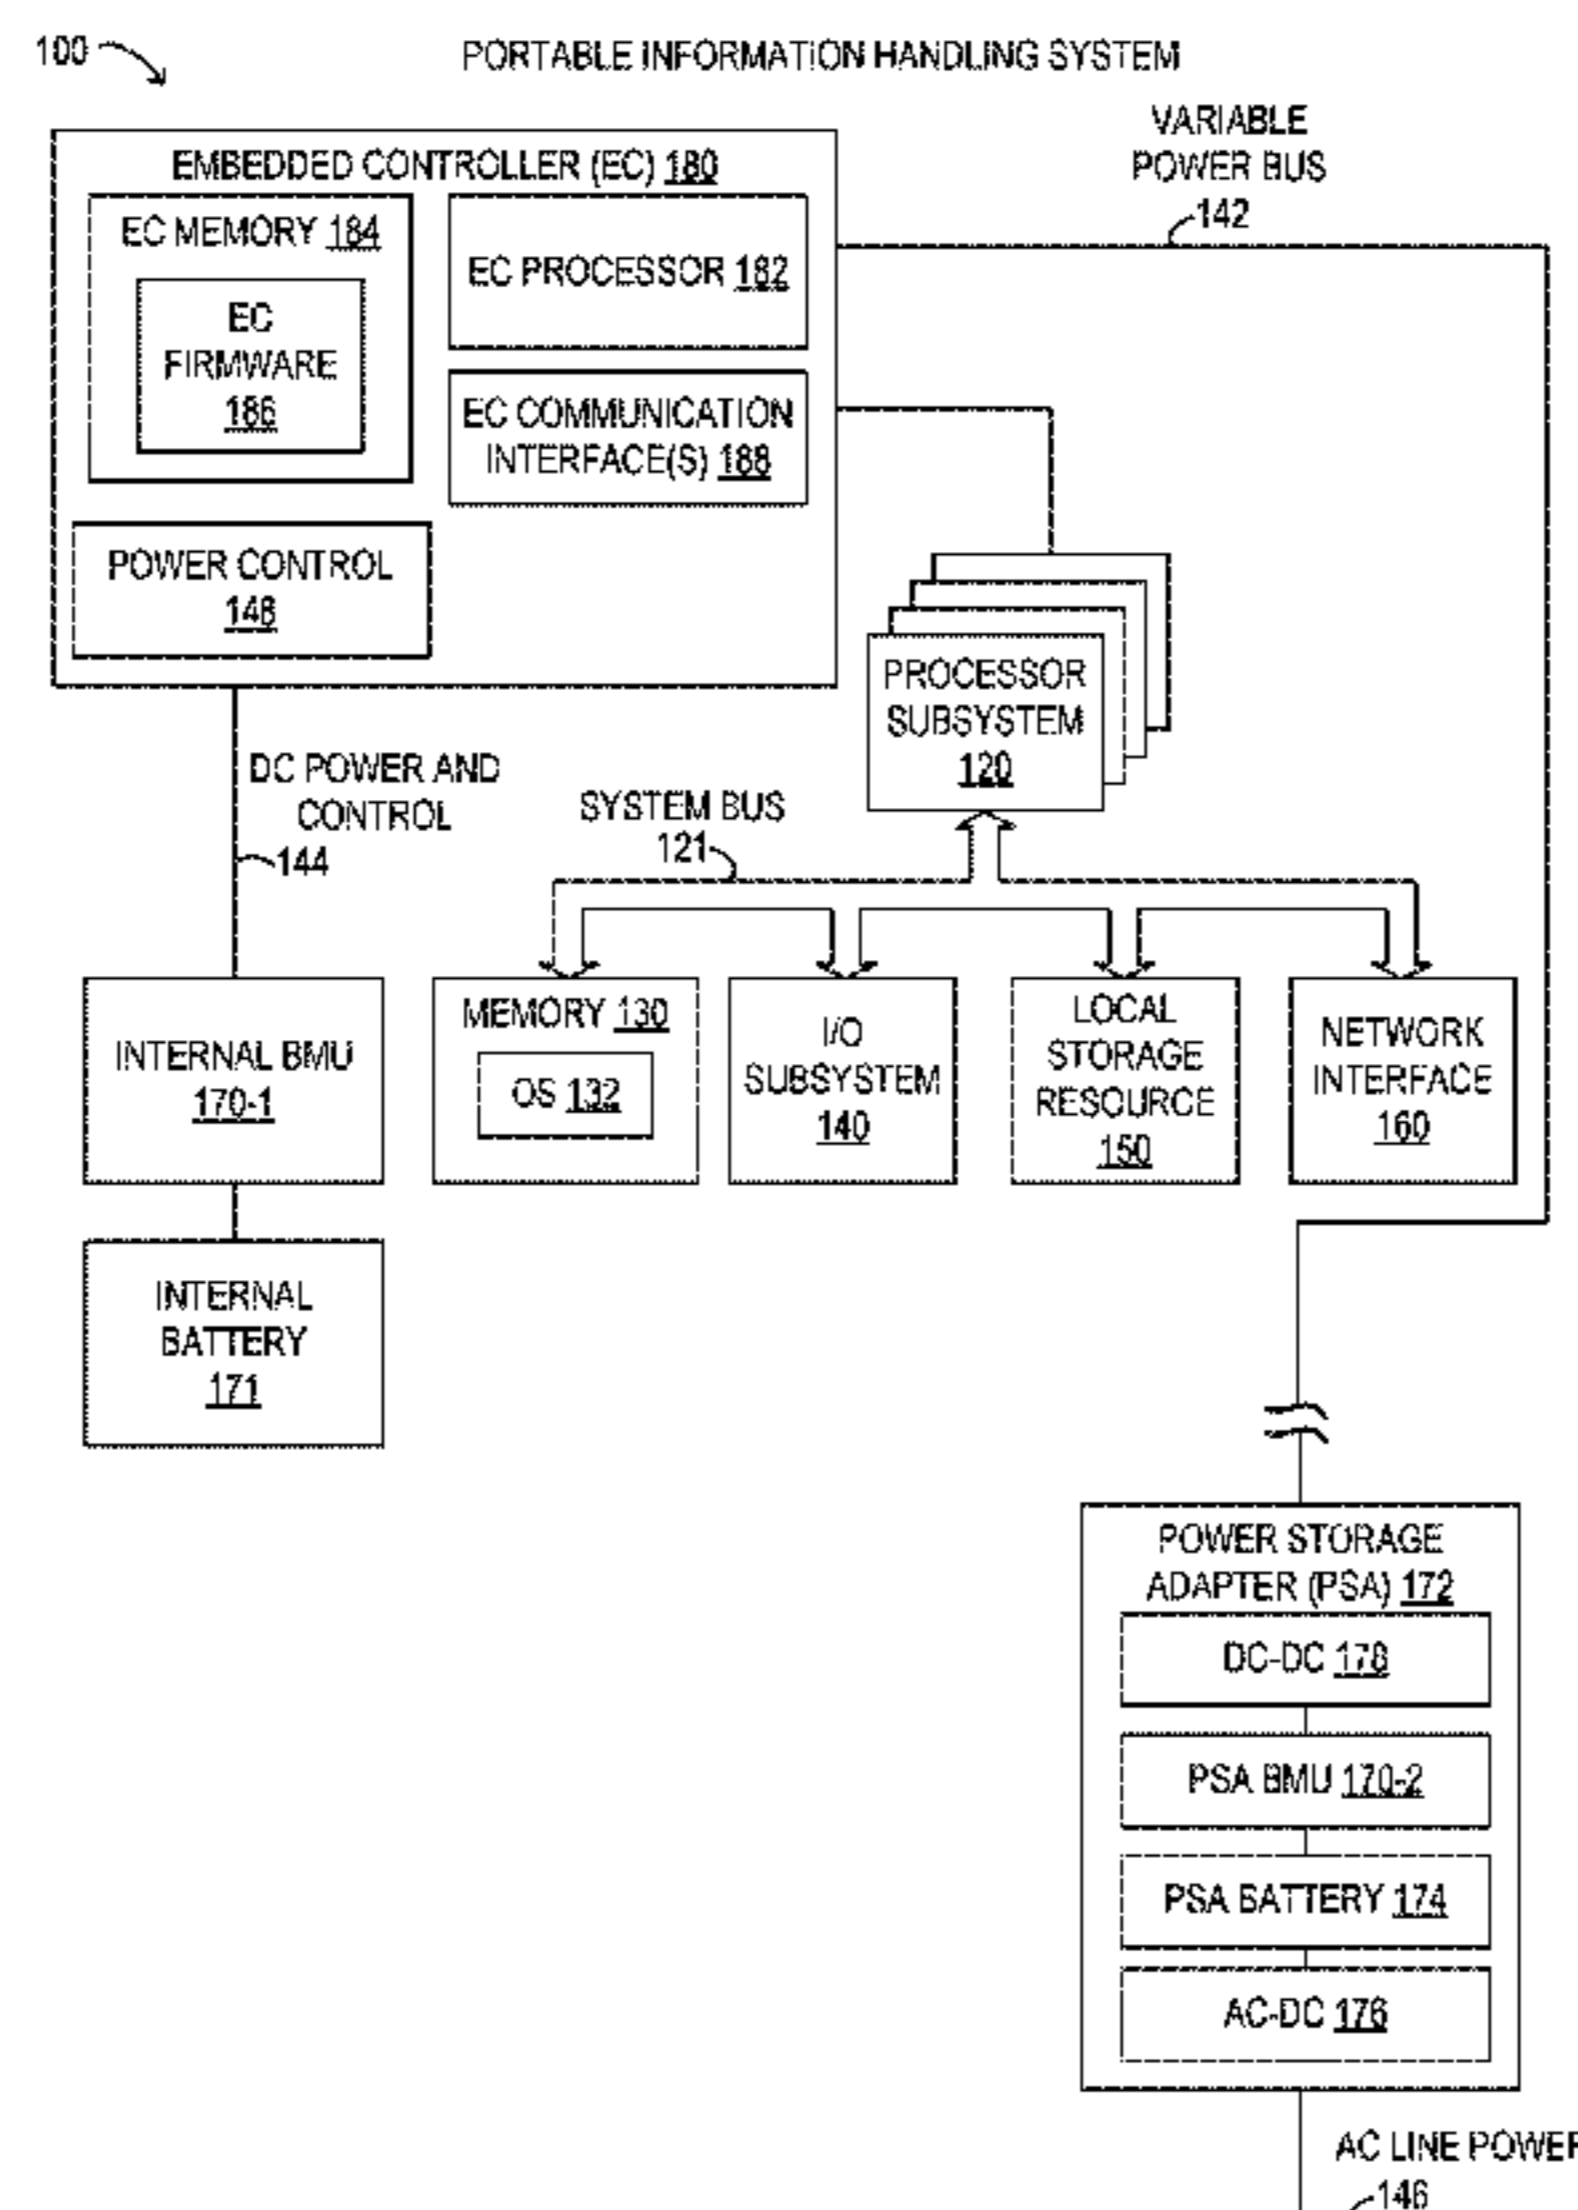 100
PORTABLE INFORMATION HANDLING SYSTEM
VARIABLE
POWER BUS
142
EMBEDDED CONTROLLER (EC) 180
EC MEMORY 184
EC
FIRMWARE
186
EC PROCESSOR 182
EC COMMUNICATION
INTERFACE(S) 188
POWER CONTROL
148
PROCESSOR
SUBSYSTEM
120
DC POWER AND
CONTROL
144
SYSTEM BUS
121
INTERNAL BMU
170-1
MEMORY 130
OS 132
I/O
SUBSYSTEM
140
LOCAL
STORAGE
RESOURCE
150
NETWORK
INTERFACE
160
INTERNAL
BATTERY
171
POWER STORAGE
ADAPTER (PSA) 172
DC-DC 178
PSA BMU 170-2
PSA BATTERY 174
AC-DC 176
AC LINE POWER
146